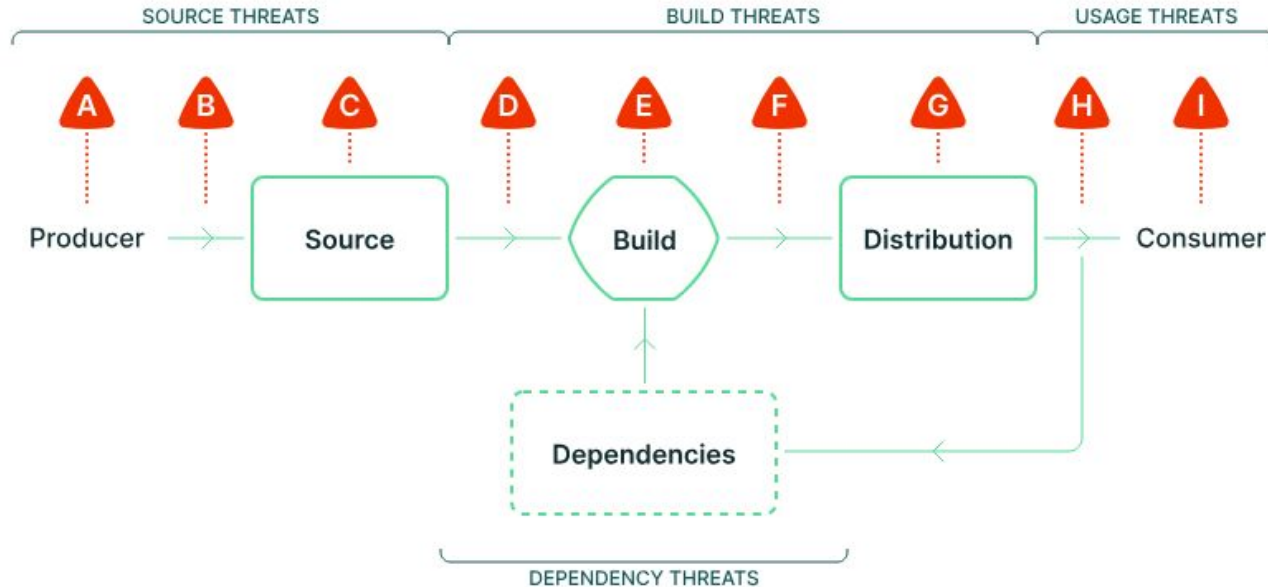 SOURCE THREATS BUILD THREATS USAGE THREATS
A B C D E F G H I
Producer Source Build Distribution Consumer
Dependencies
DEPENDENCY THREATS